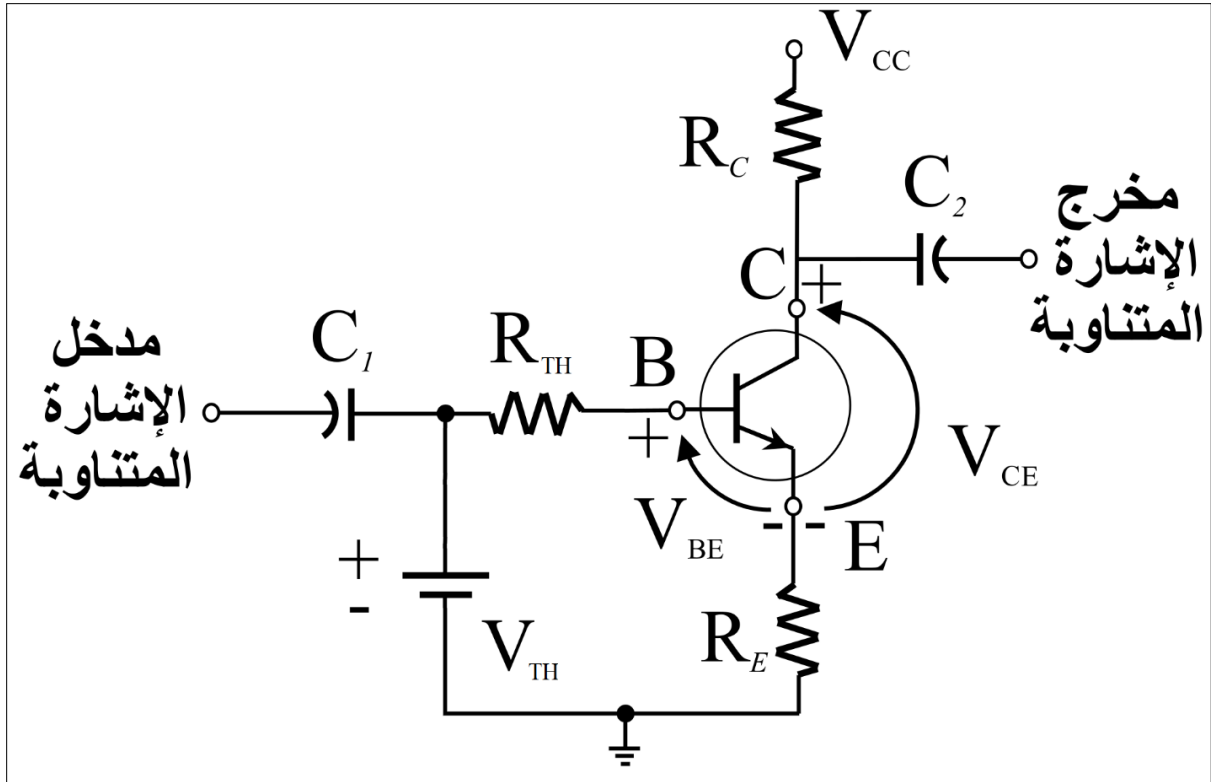 V_CC
R_C
C_2
مخرج
الإشارة
المتناوبة
C
+
مدخل
الإشارة
المتناوبة
C_1
R_TH
B
+
V_CE
V_BE
- -
E
+
-
V_TH
R_E